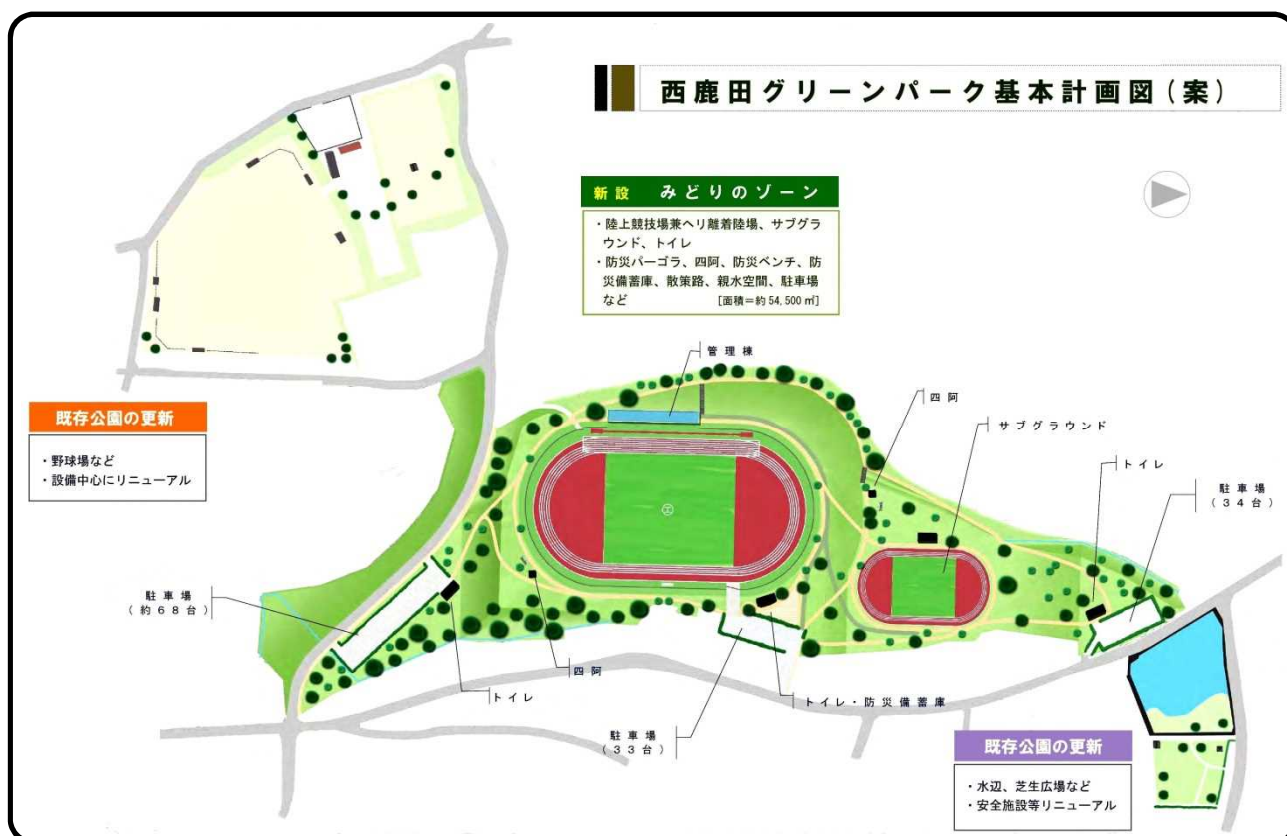 西鹿田グリーンパーク基本計画図(案)
新設 みどりのゾーン
・陸上競技場兼ヘリ離着陸場、サブグラ
ウンド、トイレ
・防災パーゴラ、四阿、防災ベンチ、防
災備蓄庫、散策路、親水空間、駐車場
など [面積=約54,500㎡]
管理棟
四阿
サブグラウンド
トイレ
駐車場
(34台)
既存公園の更新
・野球場など
・設備中心にリニューアル
駐車場
(約68台)
トイレ
四阿
駐車場
(33台)
トイレ・防災備蓄庫
既存公園の更新
・水辺、芝生広場など
・安全施設等リニューアル